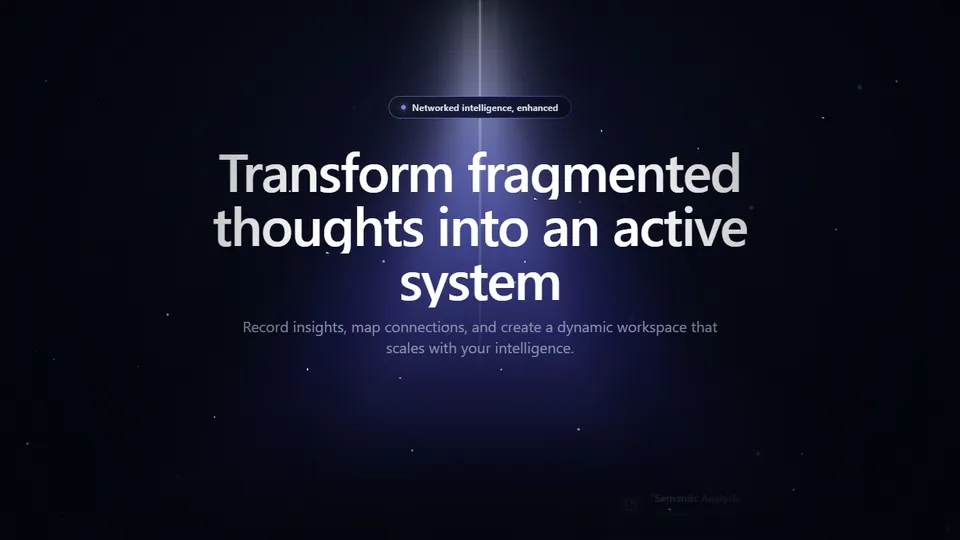 Networked intelligence, enhanced
Transform fragmented
thoughts into an active
system
Record insights, map connections, and create a dynamic workspace that
scales with your intelligence.
Semantic Analysis